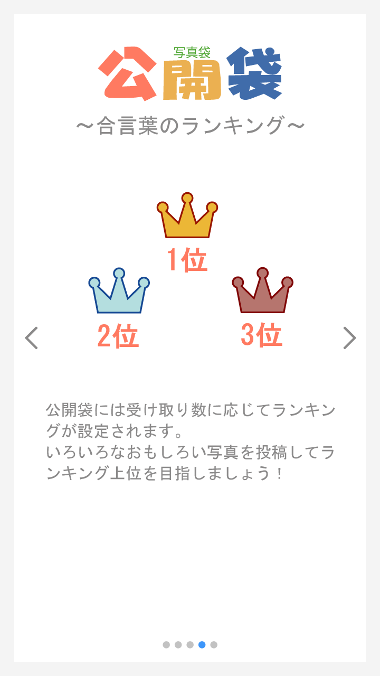 写真袋
公開袋
～合言葉のランキング～
1位
2位
3位
公開袋には受け取り数に応じてランキン
グが設定されます。
いろいろなおもしろい写真を投稿してラ
ンキング上位を目指しましょう！